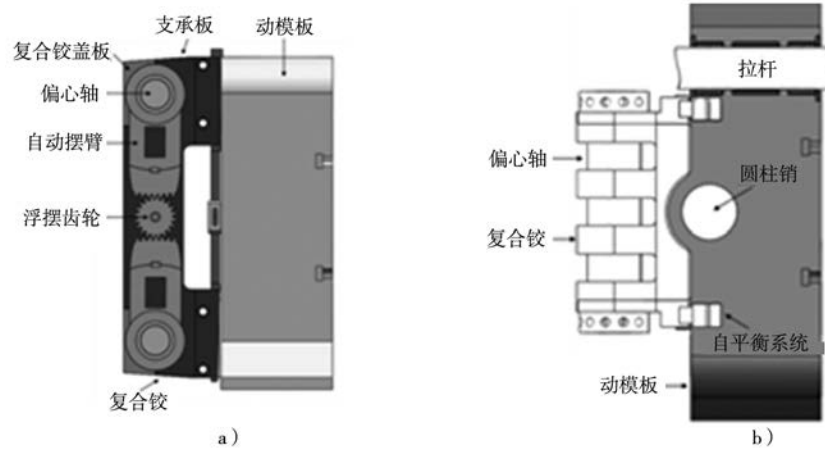 支承板
动模板
复合铰盖板
偏心轴
自动摆臂
浮摆齿轮
复合铰
a）
拉杆
偏心轴
圆柱销
复合铰
自平衡系统
动模板
b）